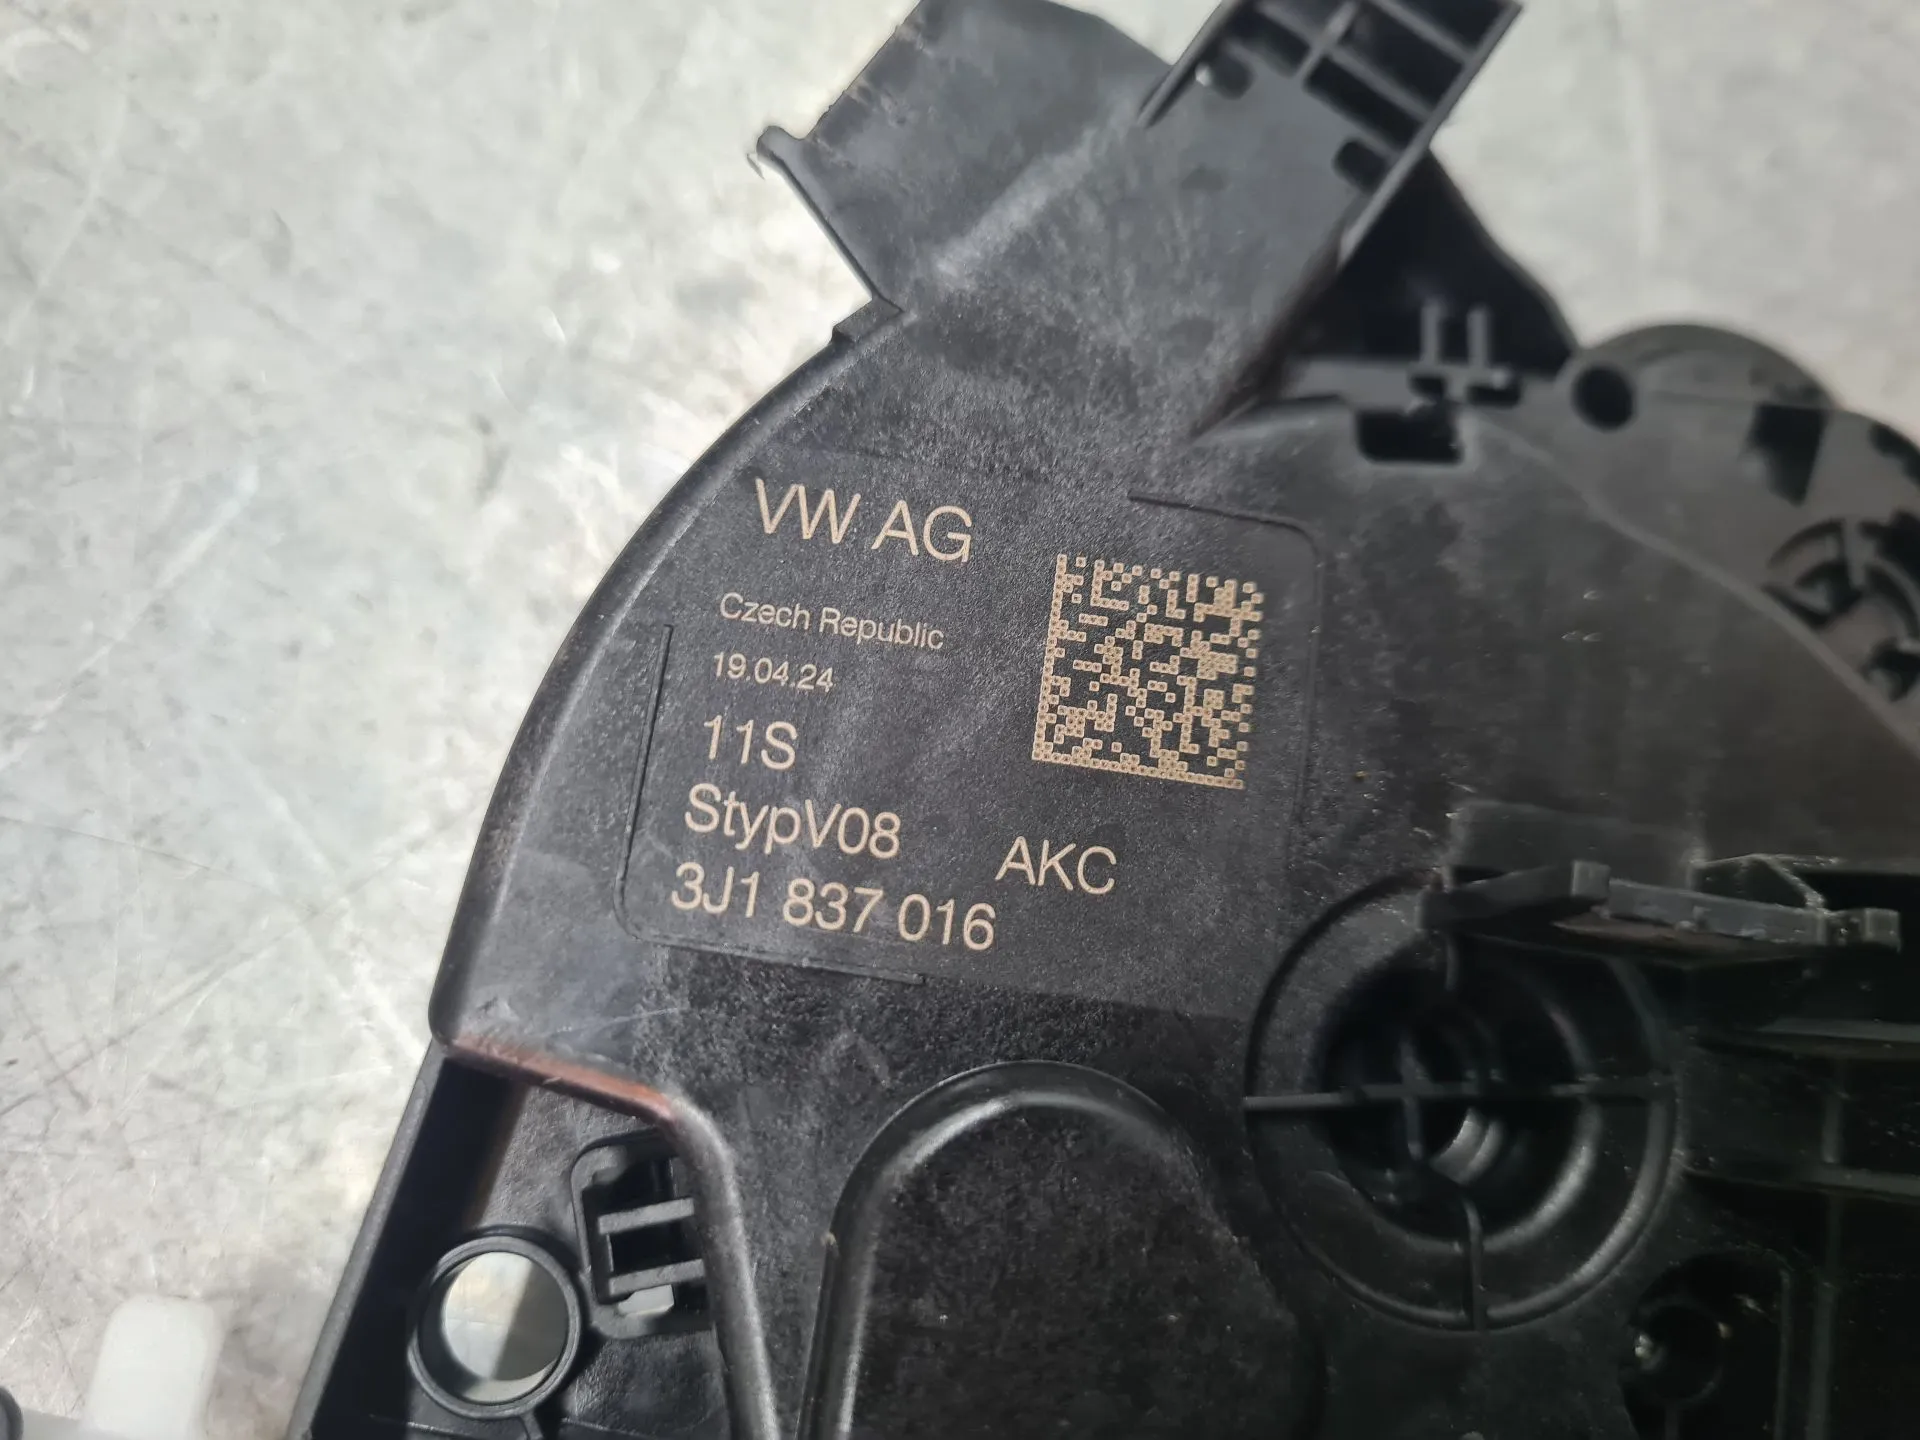 VW AG
Czech Republic
19.04.24
11S
StypV08
AKC
3J1 837 016